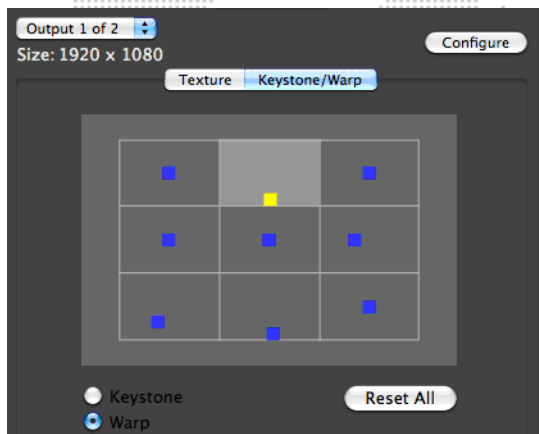 Output 1 of 2
Configure
Size: 1920 x 1080
Texture Keystone/Warp
Keystone
Reset All
Warp